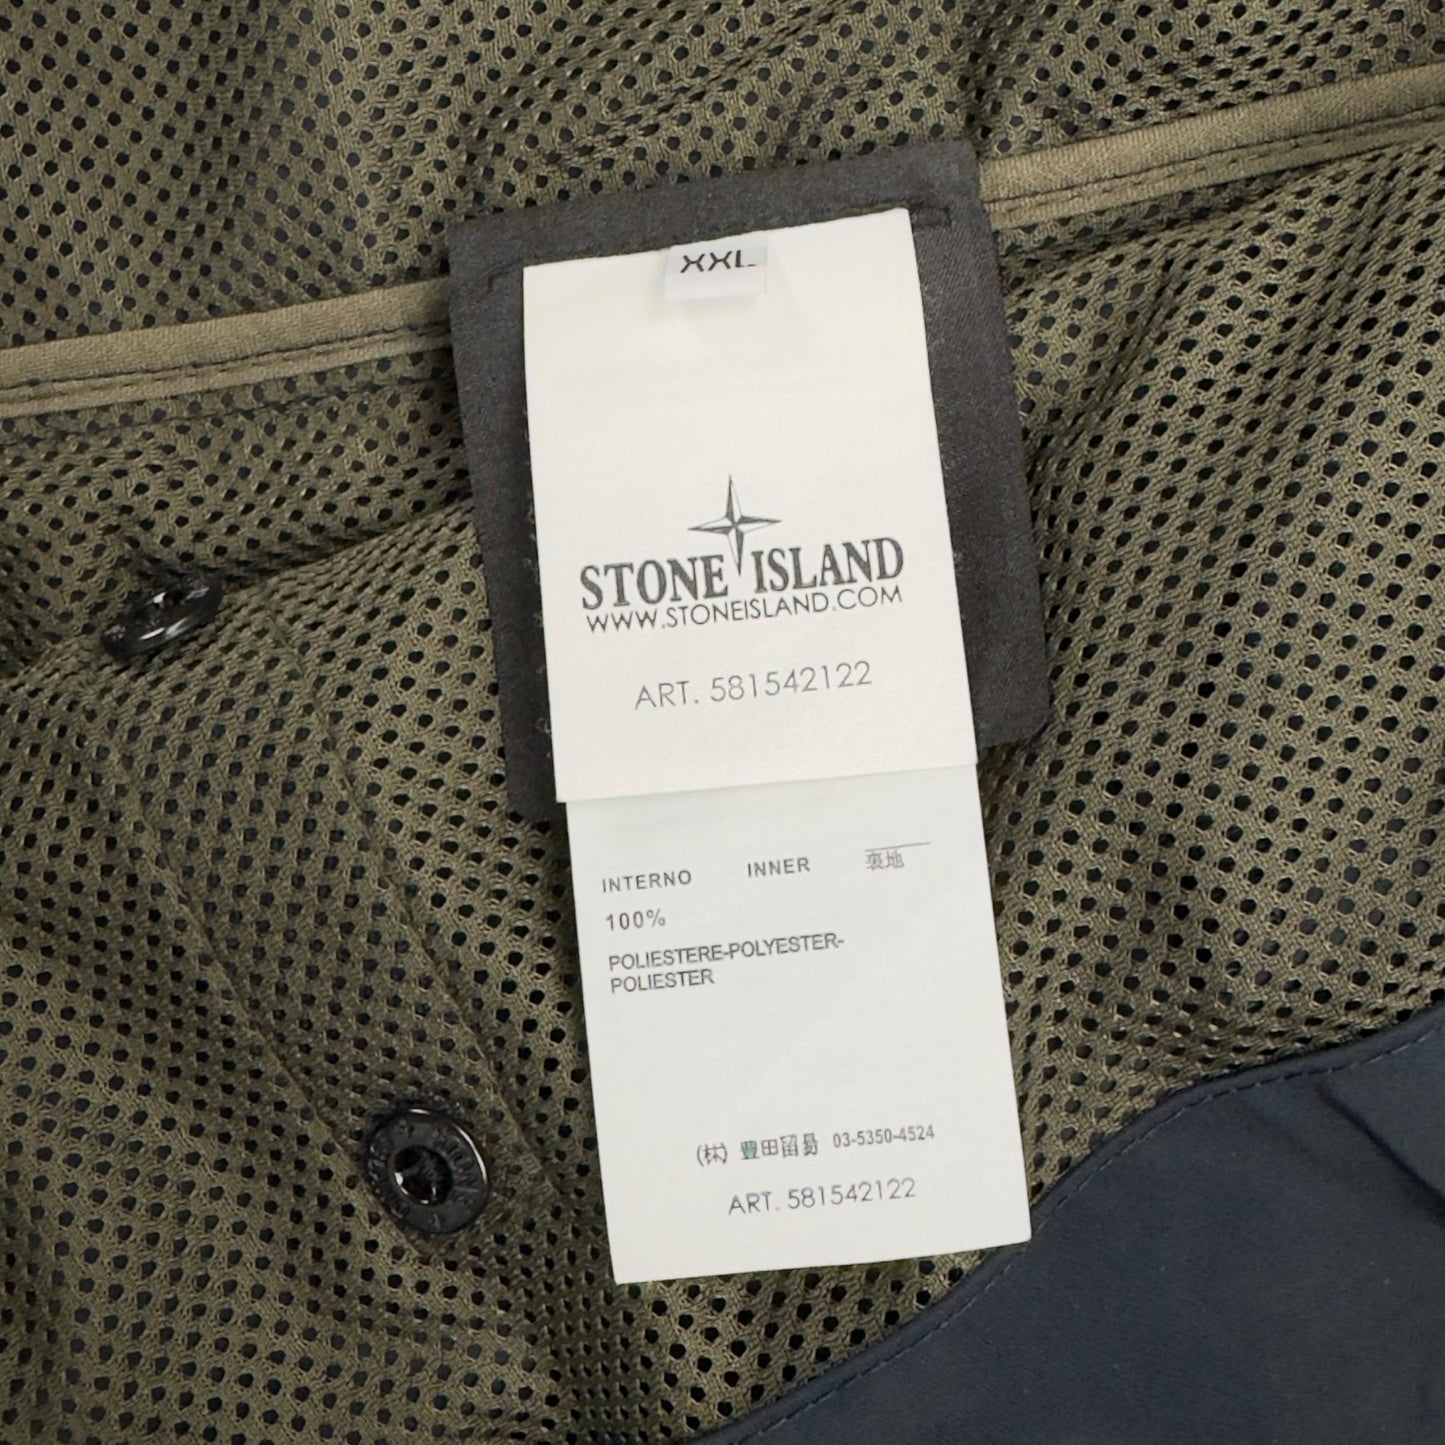 XXL
STONE ISLAND
WWW.STONEISLAND.COM
ART. 581542122
INTERNO INNER 裏地
100%
POLIESTERE-POLYESTER-
POLIESTER
(株) 豊田貿易 03-5350-4524
ART. 581542122